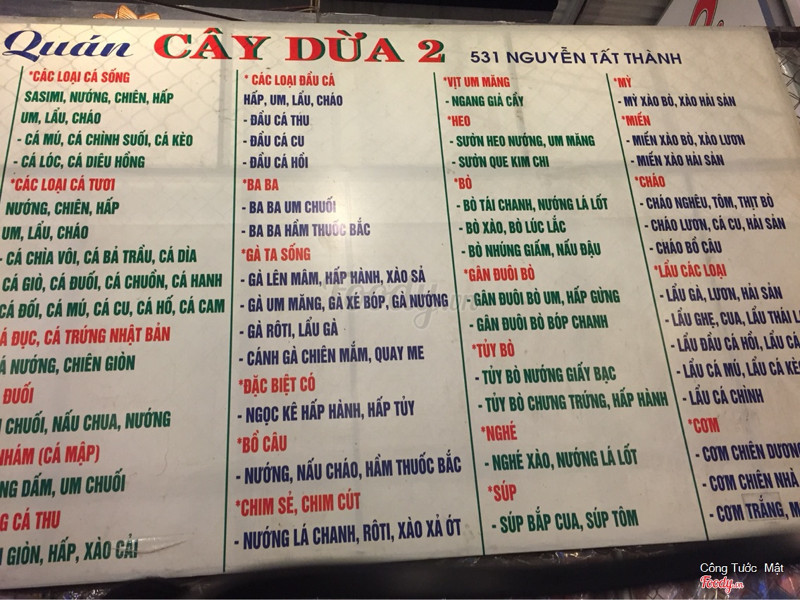 Quán CÂY DỪA 2 531 NGUYỄN TẤT THÀNH
*CÁC LOẠI CÁ SỐNG
SASIMI, NƯỚNG, CHIÊN, HẤP
UM, LẨU, CHÁO
- CÁ MÚ, CÁ CHÌNH SUỐI, CÁ KÈO
- CÁ LÓC, CÁ DIÊU HỒNG
*CÁC LOẠI CÁ TƯƠI
NƯỚNG, CHIÊN, HẤP
UM, LẨU, CHÁO
- CÁ CHÌA VÔI, CÁ BẢ TRẦU, CÁ DÌA
CÁ GIÒ, CÁ ĐUỐI, CÁ CHUỒN, CÁ HANH
CÁ ĐỐI, CÁ MÚ, CÁ CU, CÁ HỐ, CÁ CAM
ĐỤC, CÁ TRỨNG NHẬT BẢN
NƯỚNG, CHIÊN GIÒN
ĐUỐI
CHUỐI, NẤU CHUA, NƯỚNG
NHÁM (CÁ MẬP)
DẤM, UM CHUỐI
CÁ THU
GIÒN, HẤP, XÀO CẢI
* CÁC LOẠI ĐẦU CÁ
HẤP, UM, LẨU, CHÁO
- ĐẦU CÁ THU
- ĐẦU CÁ CU
- ĐẦU CÁ HỒI
*BA BA
- BA BA UM CHUỐI
- BA BA HẦM THUỐC BẮC
*GÀ TA SỐNG
- GÀ LÊN MÂM, HẤP HÀNH, XÀO SẢ
- GÀ UM MĂNG, GÀ XÉ BÓP, GÀ NƯỚNG
- GÀ RÔTI, LẨU GÀ
- CÁNH GÀ CHIÊN MẮM, QUAY ME
*ĐẶC BIỆT CÓ
- NGỌC KÊ HẤP HÀNH, HẤP TỦY
*BỒ CÂU
- NƯỚNG, NẤU CHÁO, HẦM THUỐC BẮC
*CHIM SẺ, CHIM CÚT
- NƯỚNG LÁ CHANH, RÔTI, XÀO XẢ ỚT
*VỊT UM MĂNG
- NGANG GIẢ CẦY
*HEO
- SƯỜN HEO NƯỚNG, UM MĂNG
- SƯỜN QUE KIM CHI
*BÒ
- BÒ TÁI CHANH, NƯỚNG LÁ LỐT
- BÒ XÀO, BÒ LÚC LẮC
- BÒ NHÚNG GIẤM, NẤU ĐẬU
*GÂN ĐUÔI BÒ
- GÂN ĐUÔI BÒ UM, HẤP GỪNG
- GÂN ĐUÔI BÒ BÓP CHANH
*TỦY BÒ
- TỦY BÒ NƯỚNG GIẤY BẠC
- TỦY BÒ CHƯNG TRỨNG, HẤP HÀNH
*NGHÉ
- NGHÉ XÀO, NƯỚNG LÁ LỐT
*SÚP
- SÚP BẮP CUA, SÚP TÔM
*MỲ
- MỲ XÀO BÒ, XÀO HẢI SẢN
*MIẾN
- MIẾN XÀO BÒ, XÀO LƯƠN
- MIẾN XÀO HẢI SẢN
*CHÁO
- CHÁO NGHÊU, TÔM, THỊT BÒ
- CHÁO LƯƠN, CÁ CU, HẢI SẢN
- CHÁO BỒ CÂU
*LẨU CÁC LOẠI
- LẨU GÀ, LƯƠN, HẢI SẢN
- LẨU GHẸ, CUA, LẨU THÁI
- LẨU ĐẦU CÁ HỒI, LẨU
- LẨU CÁ MÚ, LẨU CÁ KÈO
- LẨU CÁ CHÌNH
*CƠM
- CƠM CHIÊN DƯƠNG
- CƠM CHIÊN NHÀ
- CƠM TRẮNG,
Foody.vn
Công Tước Mật
Foody.vn